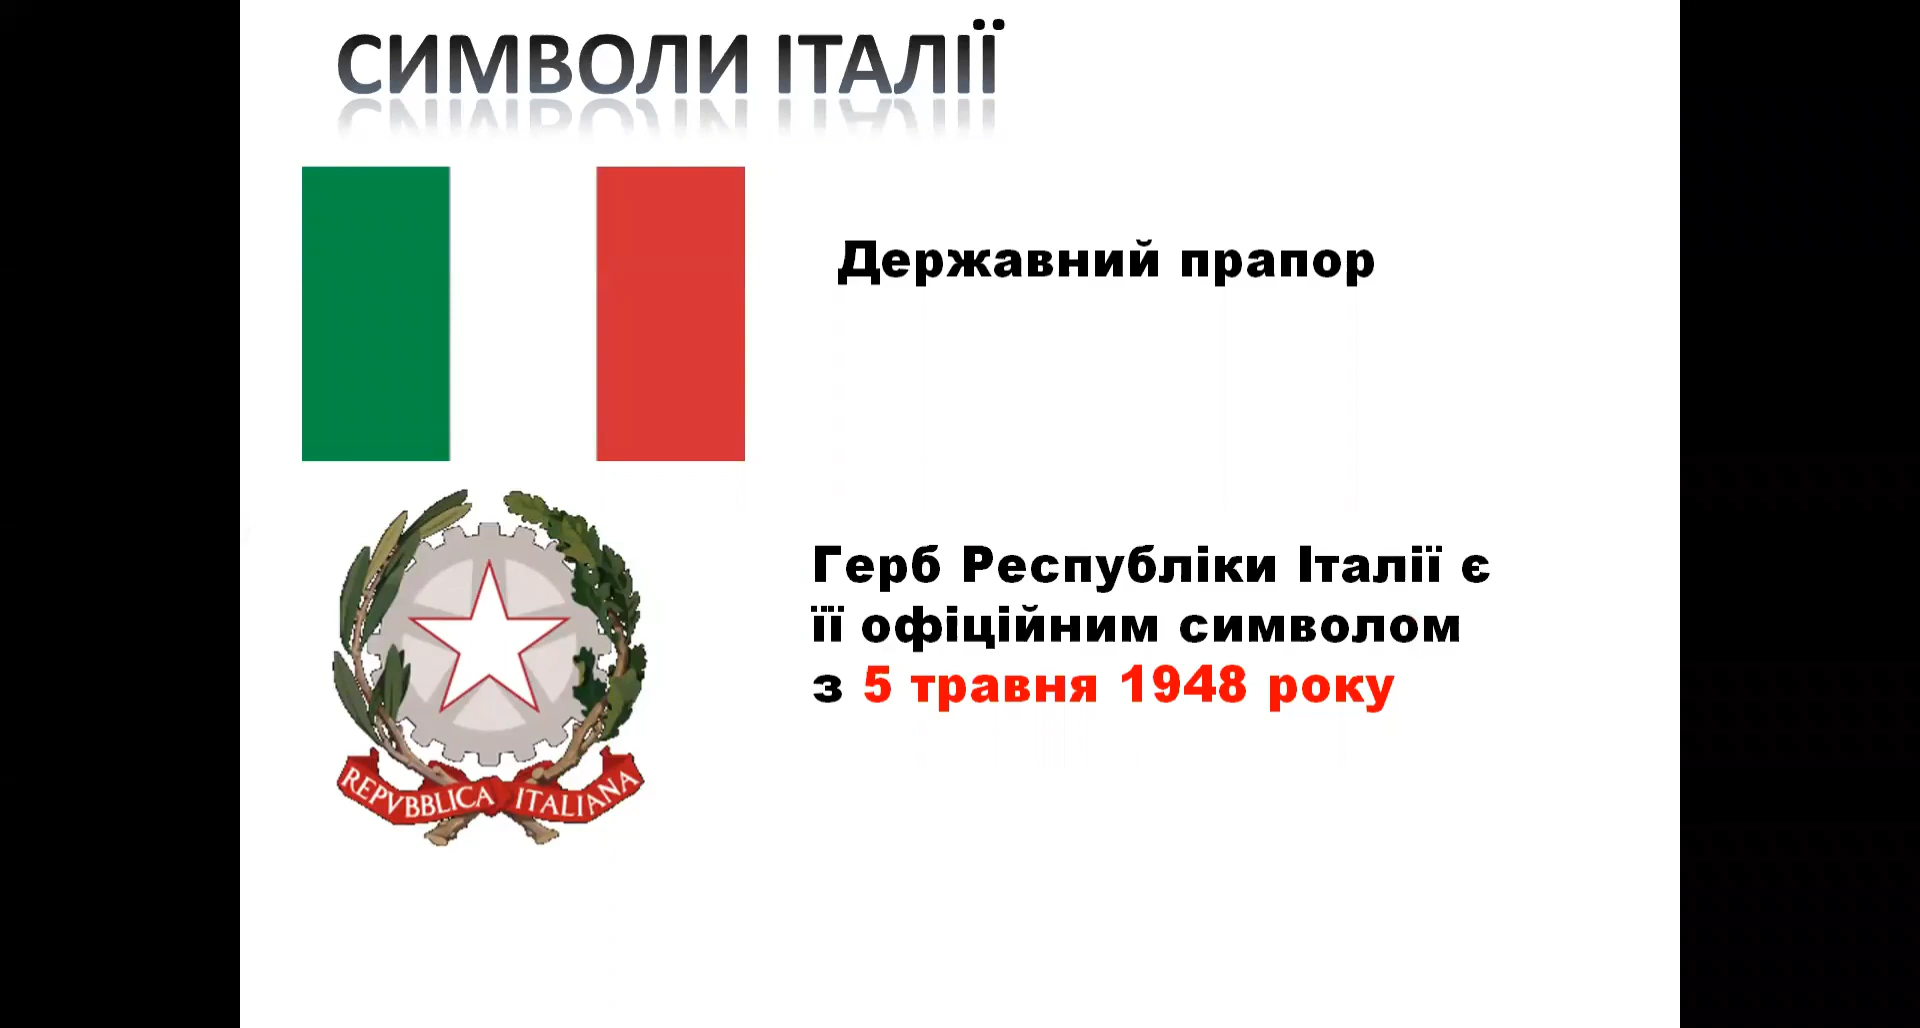 СИМВОЛИ ІТАЛІЇ
Державний прапор
Герб Республіки Італії є
її офіційним символом
з 5 травня 1948 року
REPVBBLICA ITALIANA